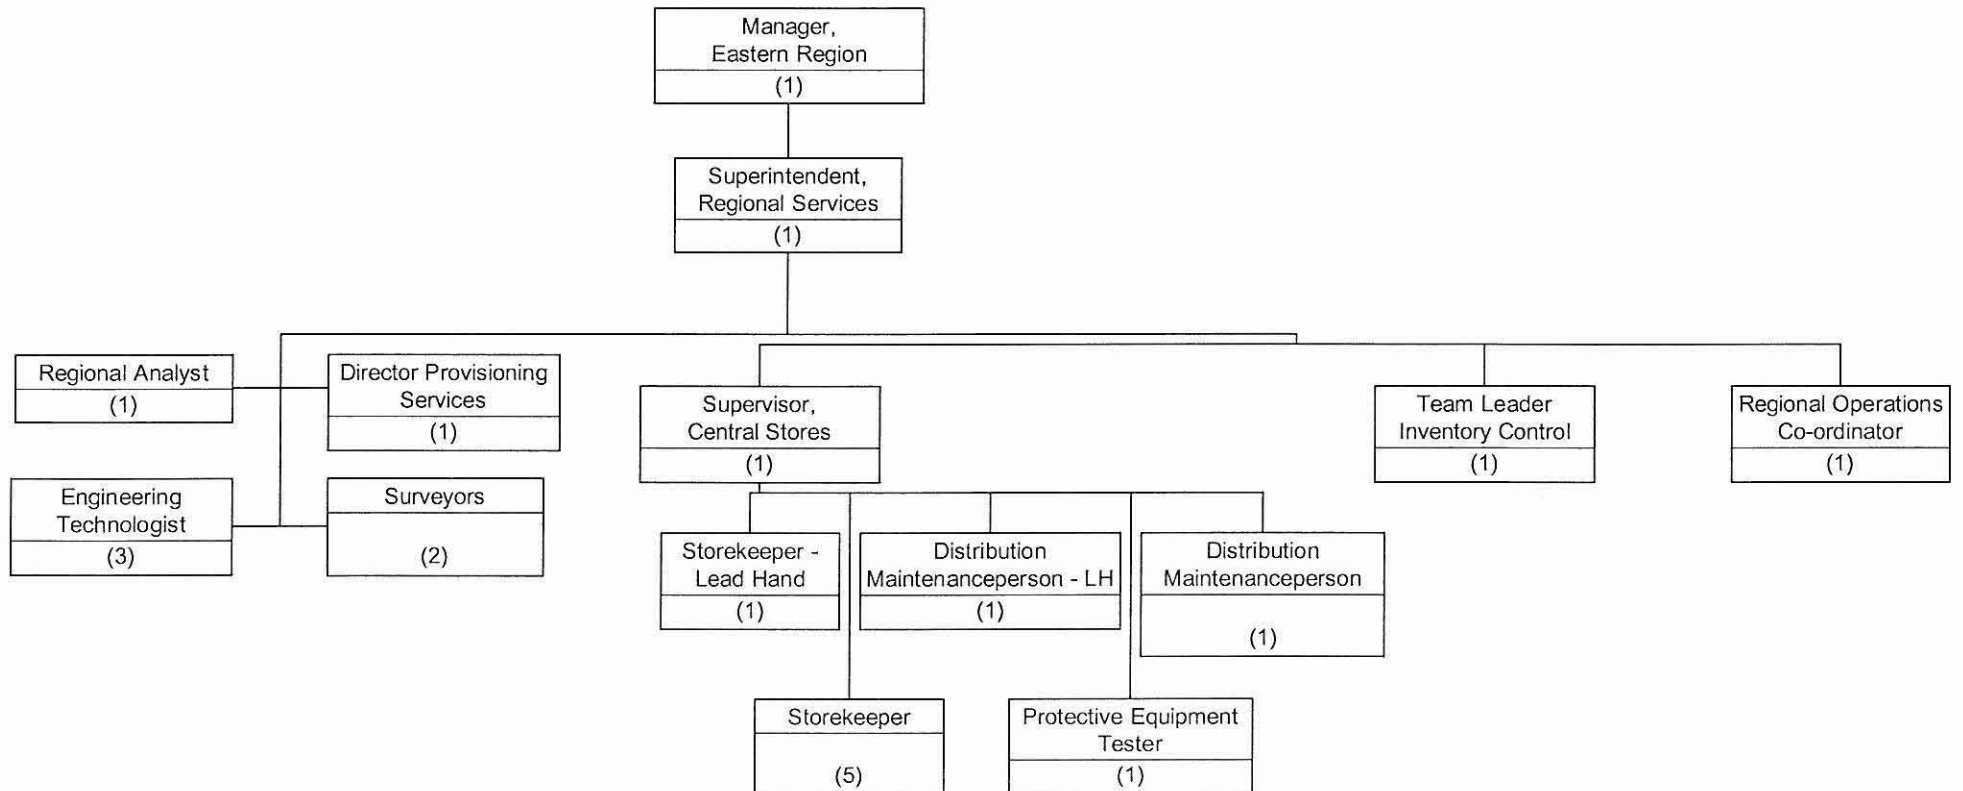 Manager,
Eastern Region
(1)
Superintendent,
Regional Services
(1)
Regional Analyst
(1)
Director Provisioning
Services
(1)
Engineering
Technologist
(3)
Surveyors
(2)
Supervisor,
Central Stores
(1)
Team Leader
Inventory Control
(1)
Regional Operations
Co-ordinator
(1)
Storekeeper -
Lead Hand
(1)
Distribution
Maintenanceperson - LH
(1)
Distribution
Maintenanceperson
(1)
Storekeeper
(5)
Protective Equipment
Tester
(1)